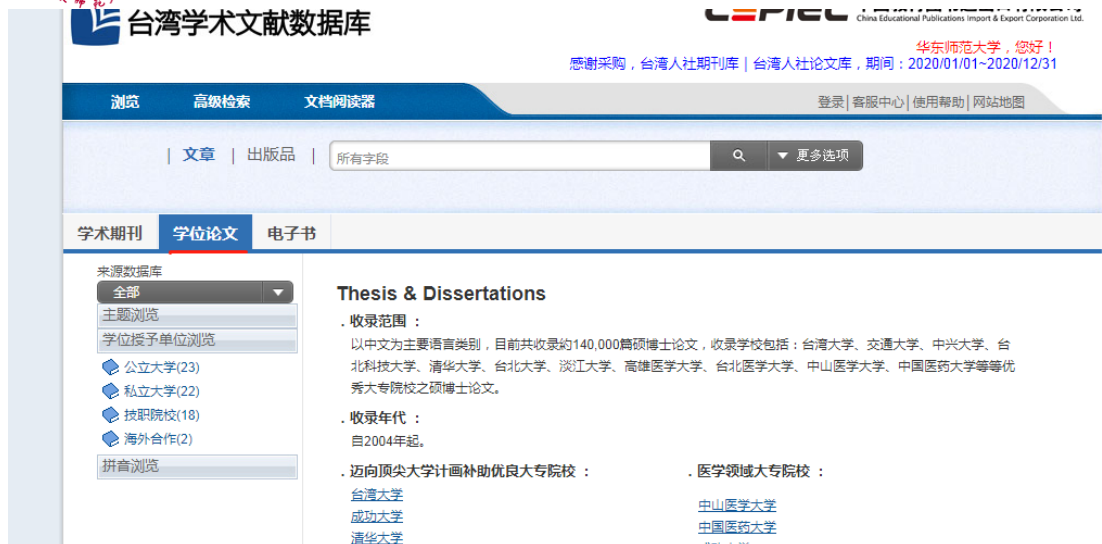 台湾学术文献数据库
China Educational Publications Import & Export Corporation Ltd.
华东师范大学，您好！
感谢采购，台湾人社期刊库 | 台湾人社论文库，期间：2020/01/01~2020/12/31
浏览 高级检索 文档阅读器 登录 | 客服中心 | 使用帮助 | 网站地图
| 文章 | 出版品 | 所有字段 更多选项
学术期刊 学位论文 电子书
来源数据库
全部
主题浏览
学位授予单位浏览
公立大学(23)
私立大学(22)
技职院校(18)
海外合作(2)
拼音浏览
Thesis & Dissertations
. 收录范围 ：
以中文为主要语言类别，目前共收录約140,000篇硕博士论文，收录学校包括：台湾大学、交通大学、中兴大学、台
北科技大学、清华大学、台北大学、淡江大学、高雄医学大学、台北医学大学、中山医学大学、中国医药大学等等优
秀大专院校之硕博士论文。
. 收录年代 ：
自2004年起。
. 迈向顶尖大学计画补助优良大专院校 ：
台湾大学
成功大学
清华大学
. 医学领域大专院校 ：
中山医学大学
中国医药大学